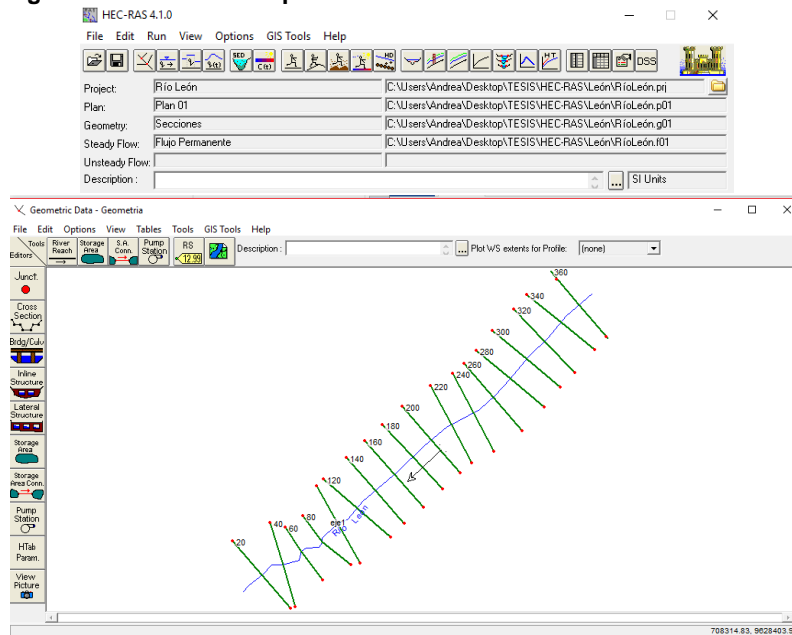 HEC-RAS 4.1.0
File Edit Run View Options GIS Tools Help
Project: Río León C:\Users\Andrea\Desktop\TESIS\HEC-RAS\León\RíoLeón.prj
Plan: Plan 01 C:\Users\Andrea\Desktop\TESIS\HEC-RAS\León\RíoLeón.p01
Geometry: Secciones C:\Users\Andrea\Desktop\TESIS\HEC-RAS\León\RíoLeón.g01
Steady Flow: Flujo Permanente C:\Users\Andrea\Desktop\TESIS\HEC-RAS\León\RíoLeón.f01
Unsteady Flow:
Description : ... SI Units
DSS
Geometric Data - Geometria
File Edit Options View Tables Tools GIS Tools Help
Tools
Editors
River Reach
Storage Area
S.A. Conn.
Pump Station
RS
12.99
Description : ... Plot WS extents for Profile: (none)
Junct.
Cross Section
Brdg/Culv
Inline Structure
Lateral Structure
Storage Area
Storage Area Conn.
Pump Station
HTab Param.
View Picture
360
340
320
300
280
260
240
220
200
180
160
140
120
80
60
40
20
eje1
Río León
708314.83, 9628403.9